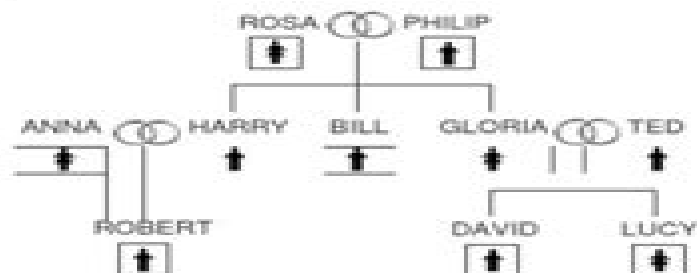 ROSA PHILIP
ANNA HARRY BILL GLORIA TED
ROBERT DAVID LUCY